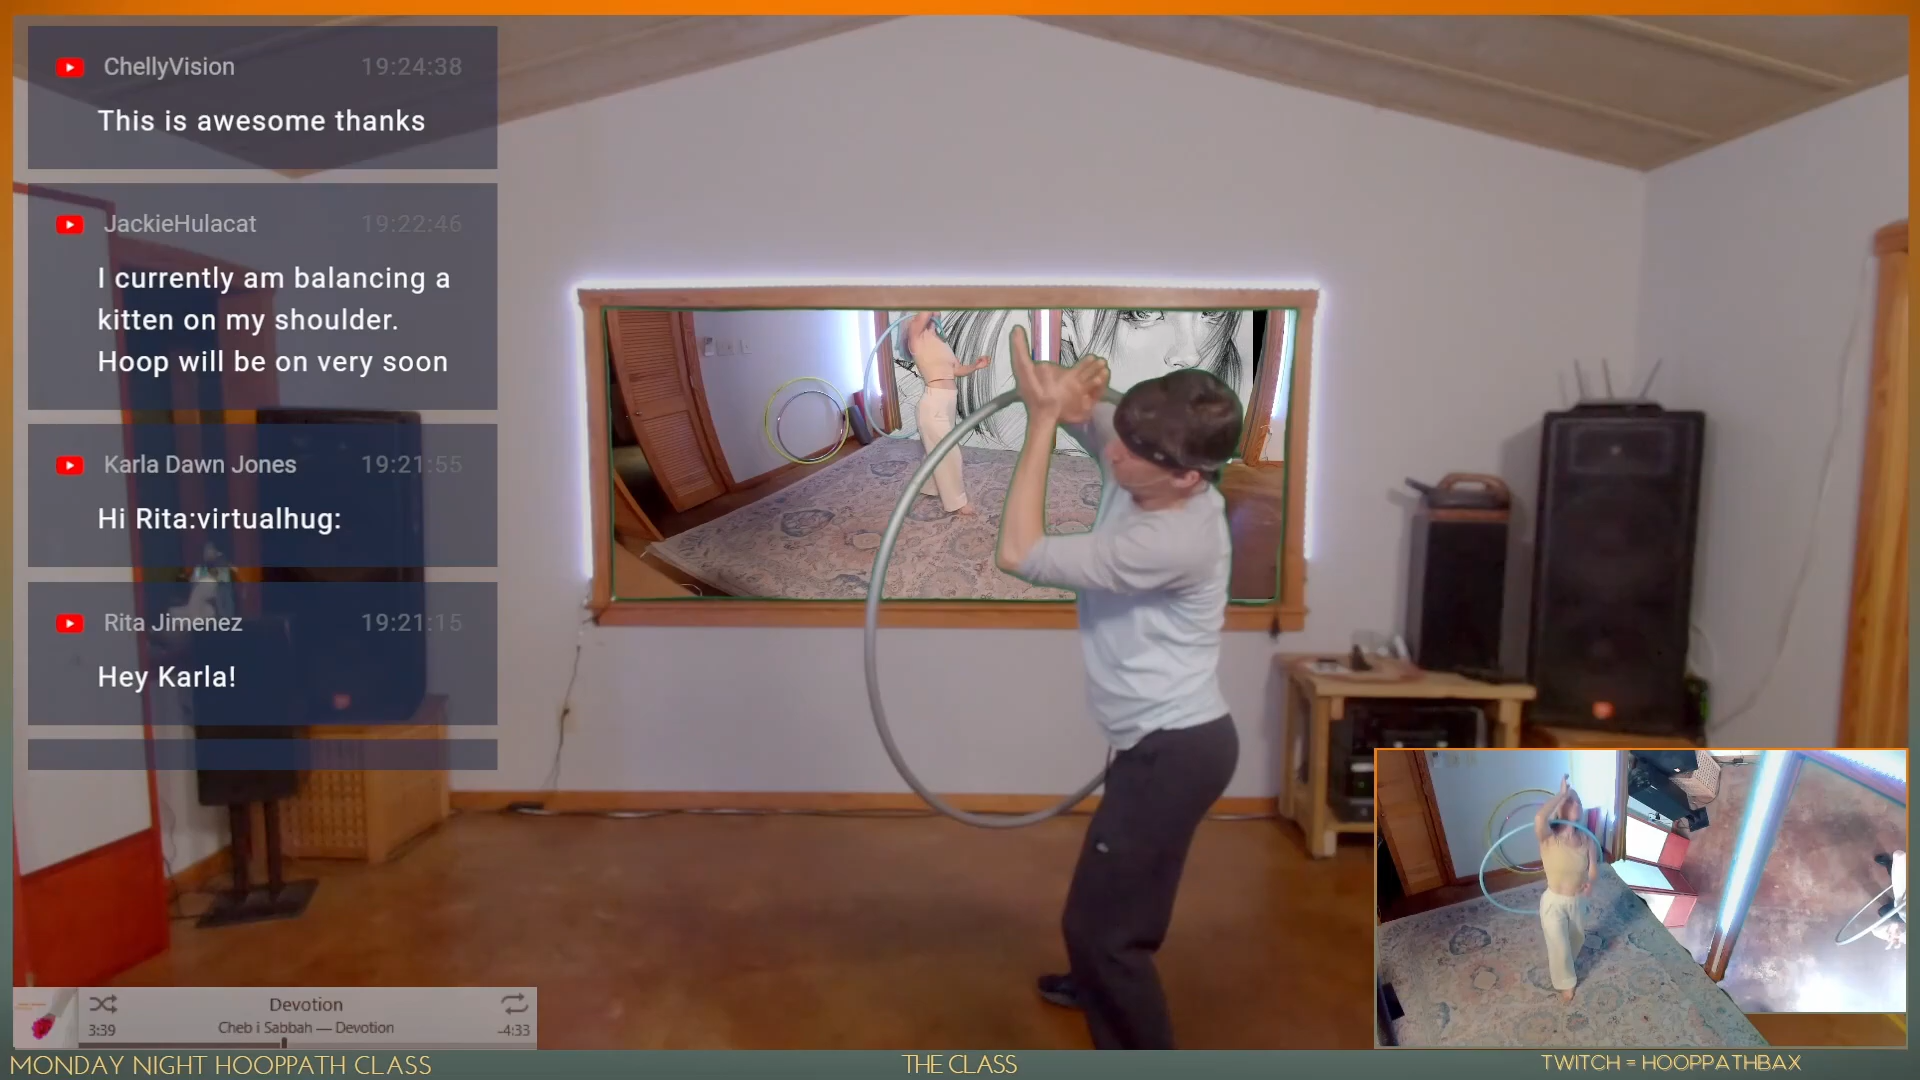 ChellyVision 19:24:38
This is awesome thanks
JackieHulacat 19:22:46
I currently am balancing a
kitten on my shoulder.
Hoop will be on very soon
Karla Dawn Jones 19:21:55
Hi Rita:virtualhug:
Rita Jimenez 19:21:15
Hey Karla!
Devotion
3:39 Cheb i Sabbah — Devotion -4:33
MONDAY NIGHT HOOPPATH CLASS
THE CLASS
TWITCH = HOOPPATHBAX